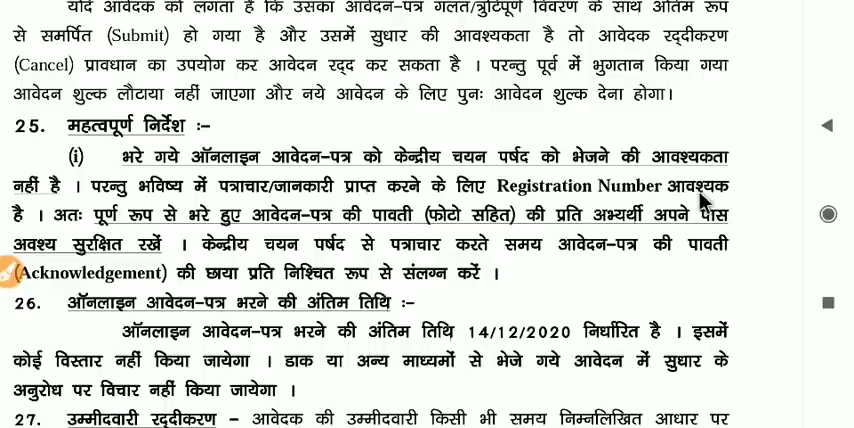 यदि आवेदक को लगता है कि उसका आवेदन-पत्र गलत/त्रुटिपूर्ण विवरण के साथ अंतिम रूप
से समर्पित (Submit) हो गया है और उसमें सुधार की आवश्यकता है तो आवेदक रद्दीकरण
(Cancel) प्रावधान का उपयोग कर आवेदन रद्द कर सकता है । परन्तु पूर्व में भुगतान किया गया
आवेदन शुल्क लौटाया नहीं जाएगा और नये आवेदन के लिए पुनः आवेदन शुल्क देना होगा।
25. महत्वपूर्ण निर्देश :-
(i) भरे गये ऑनलाइन आवेदन-पत्र को केन्द्रीय चयन पर्षद को भेजने की आवश्यकता
नहीं है । परन्तु भविष्य में पत्राचार/जानकारी प्राप्त करने के लिए Registration Number आवश्यक
है । अतः पूर्ण रूप से भरे हुए आवेदन-पत्र की पावती (फोटो सहित) की प्रति अभ्यर्थी अपने पास
अवश्य सुरक्षित रखें । केन्द्रीय चयन पर्षद से पत्राचार करते समय आवेदन-पत्र की पावती
(Acknowledgement) की छाया प्रति निश्चित रूप से संलग्न करें ।
26. ऑनलाइन आवेदन-पत्र भरने की अंतिम तिथि :-
ऑनलाइन आवेदन-पत्र भरने की अंतिम तिथि 14/12/2020 निर्धारित है । इसमें
कोई विस्तार नहीं किया जायेगा । डाक या अन्य माध्यमों से भेजे गये आवेदन में सुधार के
अनुरोध पर विचार नहीं किया जायेगा ।
27. उम्मीदवारी रद्दीकरण - आवेदक की उम्मीदवारी किसी भी समय निम्नलिखित आधार पर